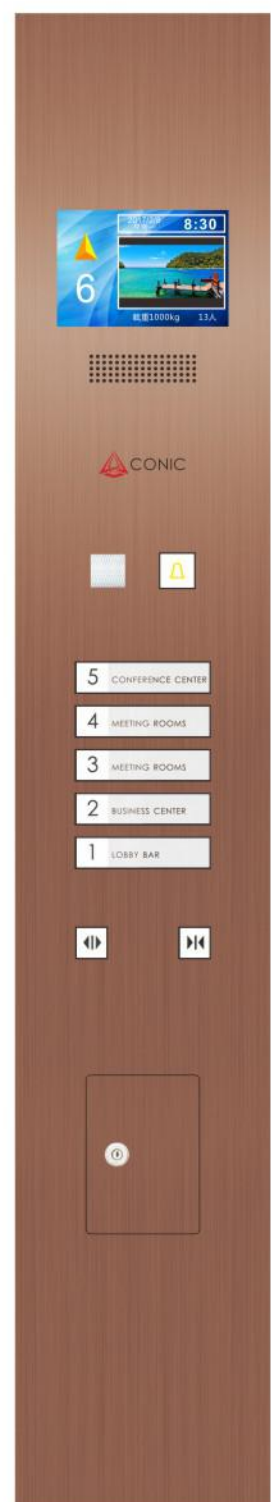 8:30
6
載重1000kg 13人
CONIC
5 CONFERENCE CENTER
4 MEETING ROOMS
3 MEETING ROOMS
2 BUSINESS CENTER
1 LOBBY BAR